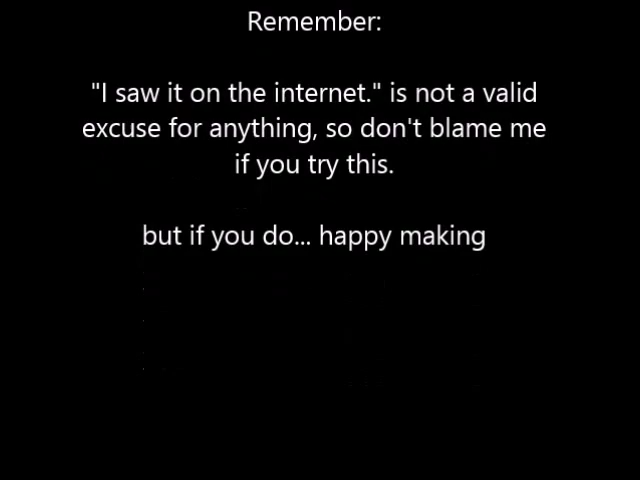 Remember:
"I saw it on the internet." is not a valid
excuse for anything, so don't blame me
if you try this.
but if you do... happy making